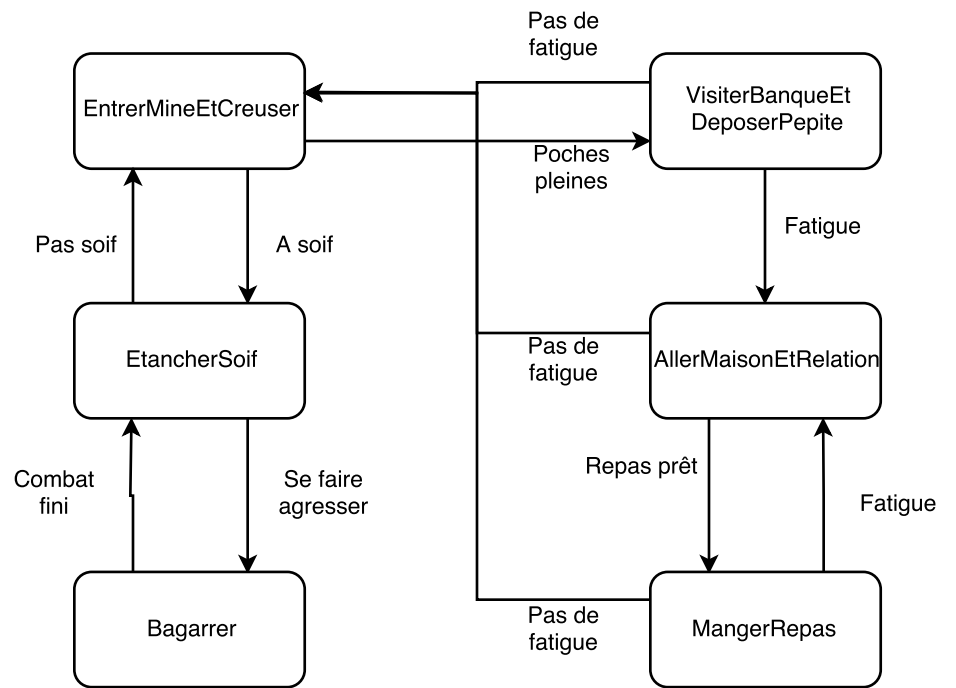 Pas de
fatigue
EntrerMineEtCreuser
VisiterBanqueEt
DeposerPepite
Poches
pleines
Pas soif
A soif
Fatigue
EtancherSoif
Pas de
fatigue
AllerMaisonEtRelation
Combat
fini
Se faire
agresser
Repas prêt
Fatigue
Bagarrer
Pas de
fatigue
MangerRepas